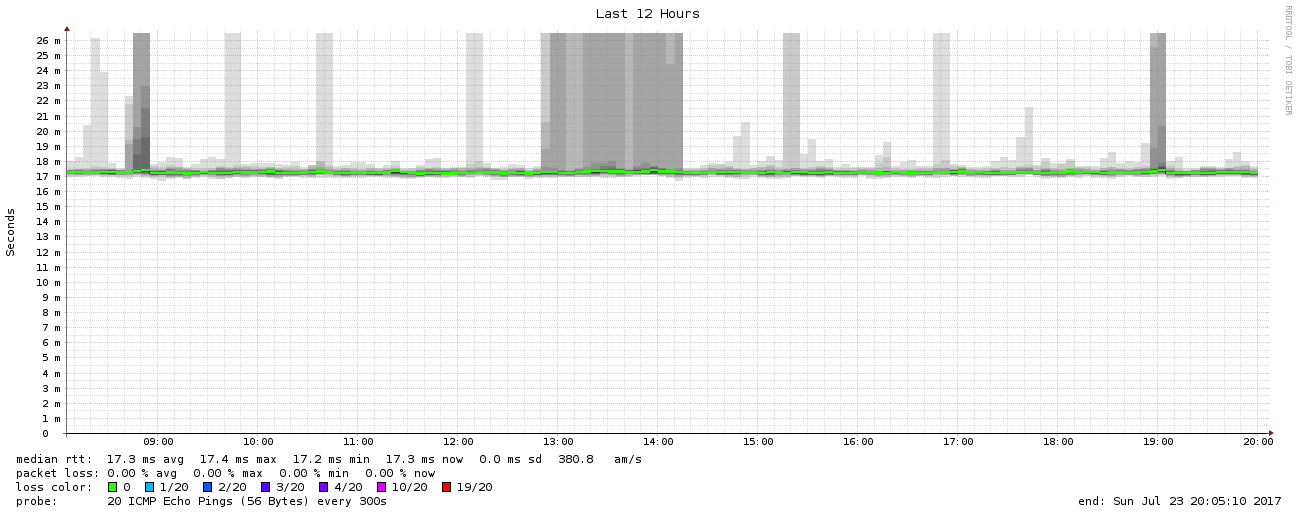 Last 12 Hours
RRDTOOL / TOBI OETIKER
Seconds
26 m
25 m
24 m
23 m
22 m
21 m
20 m
19 m
18 m
17 m
16 m
15 m
14 m
13 m
12 m
11 m
10 m
9 m
8 m
7 m
6 m
5 m
4 m
3 m
2 m
1 m
0
09:00 10:00 11:00 12:00 13:00 14:00 15:00 16:00 17:00 18:00 19:00 20:00
median rtt: 17.3 ms avg 17.4 ms max 17.2 ms min 17.3 ms now 0.0 ms sd 380.8 am/s
packet loss: 0.00 % avg 0.00 % max 0.00 % min 0.00 % now
loss color: 0 1/20 2/20 3/20 4/20 10/20 19/20
probe: 20 ICMP Echo Pings (56 Bytes) every 300s end: Sun Jul 23 20:05:10 2017